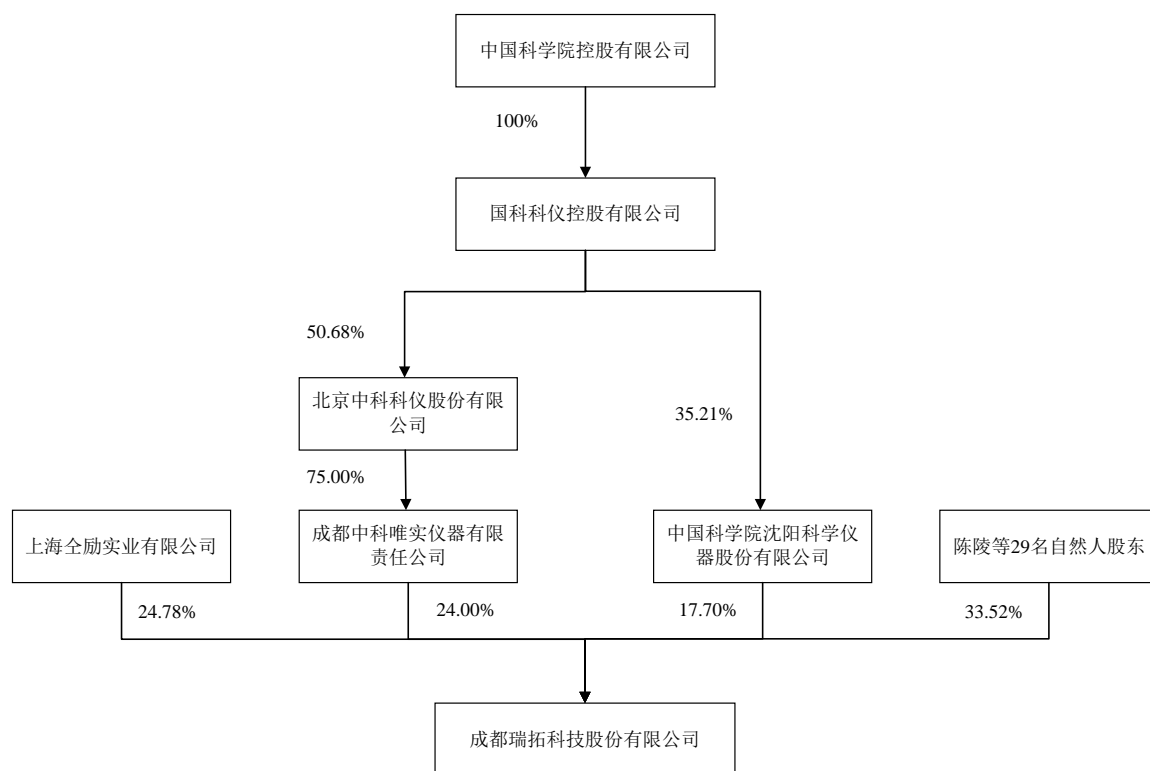 中国科学院控股有限公司
100%
国科科仪控股有限公司
50.68%
北京中科科仪股份有限
公司
35.21%
75.00%
上海仝励实业有限公司
成都中科唯实仪器有限
责任公司
中国科学院沈阳科学仪
器股份有限公司
陈陵等29名自然人股东
24.78%
24.00%
17.70%
33.52%
成都瑞拓科技股份有限公司